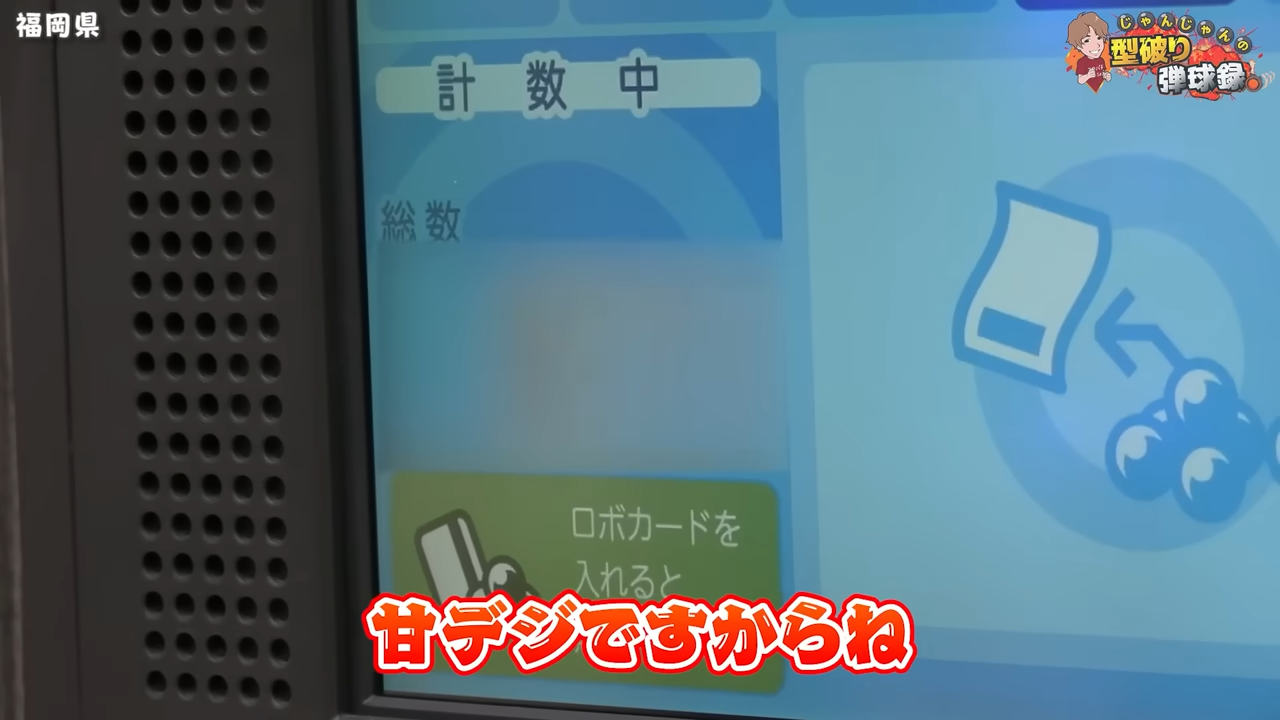 福岡県
じゃんじゃんの
型破り
弾球録
計数中
総数
ロボカードを
入れると
甘デジですからね